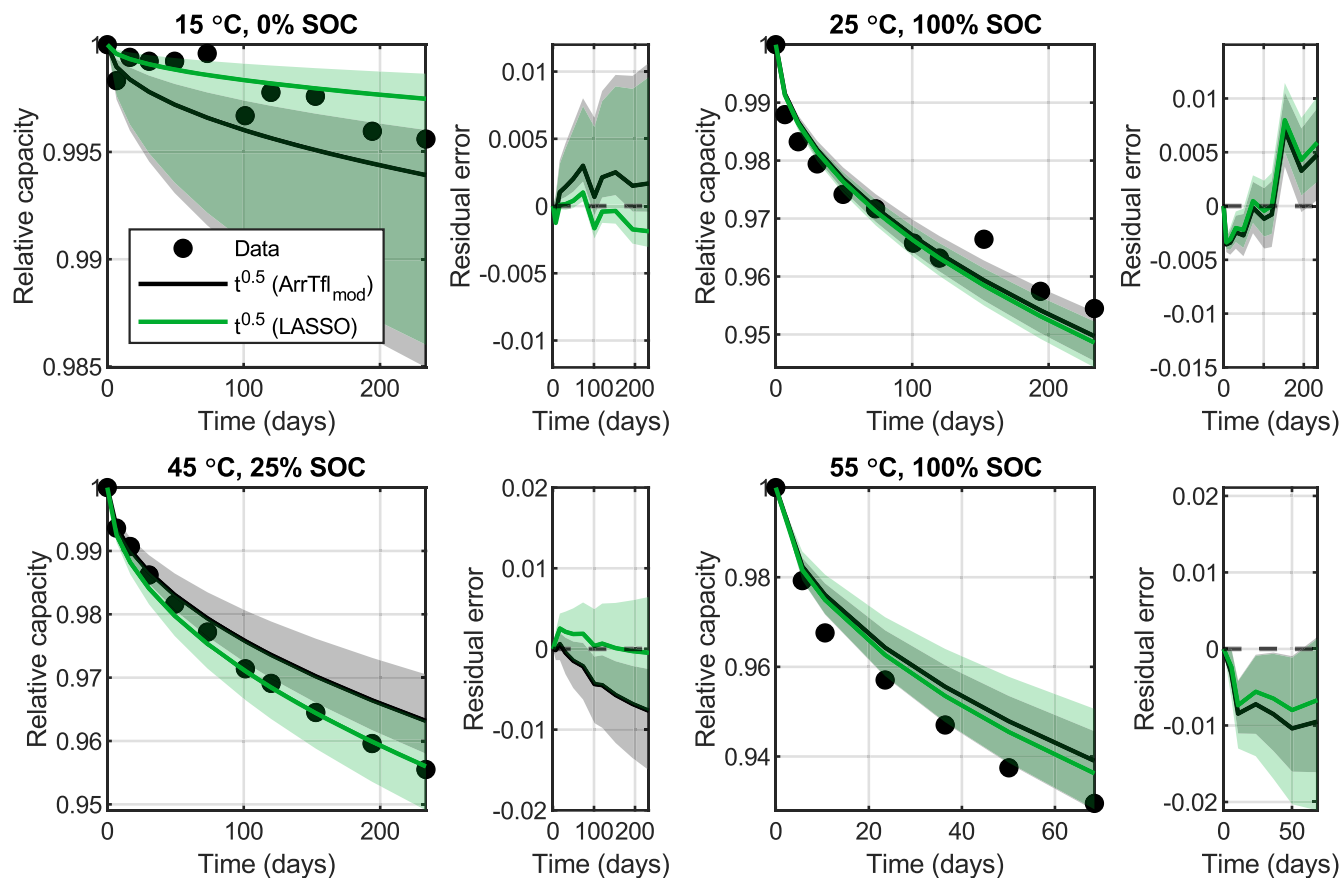 15 °C, 0% SOC
1
0.995
0.99
0.985
0
100
200
Relative capacity
Time (days)
Data
t^0.5 (ArrTfl_mod)
t^0.5 (LASSO)
0.01
0.005
0
-0.005
-0.01
0 100200
Residual error
Time (days)
25 °C, 100% SOC
1
0.99
0.98
0.97
0.96
0.95
0
100
200
Relative capacity
Time (days)
0.01
0.005
0
-0.005
-0.01
-0.015
0
100
200
Residual error
Time (days)
45 °C, 25% SOC
1
0.99
0.98
0.97
0.96
0.95
0
100
200
Relative capacity
Time (days)
0.02
0.01
0
-0.01
-0.02
0 100200
Residual error
Time (days)
55 °C, 100% SOC
1
0.98
0.96
0.94
0
20
40
60
Relative capacity
Time (days)
0.02
0.01
0
-0.01
-0.02
0
50
Residual error
Time (days)